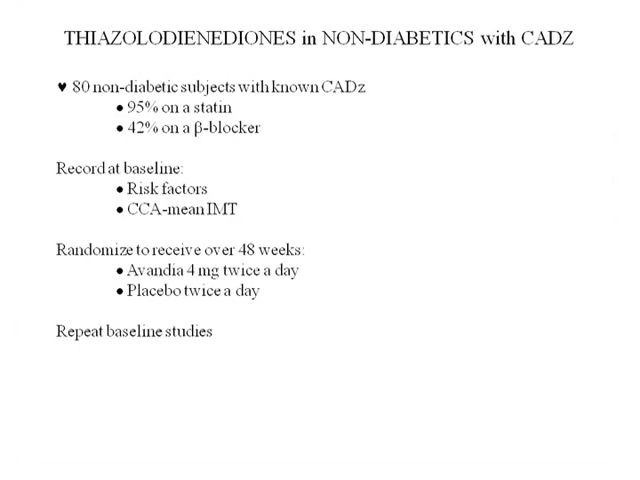 THIAZOLODIENEDIONES in NON-DIABETICS with CADZ
♥ 80 non-diabetic subjects with known CADz
● 95% on a statin
● 42% on a β-blocker
Record at baseline:
● Risk factors
● CCA-mean IMT
Randomize to receive over 48 weeks:
● Avandia 4 mg twice a day
● Placebo twice a day
Repeat baseline studies